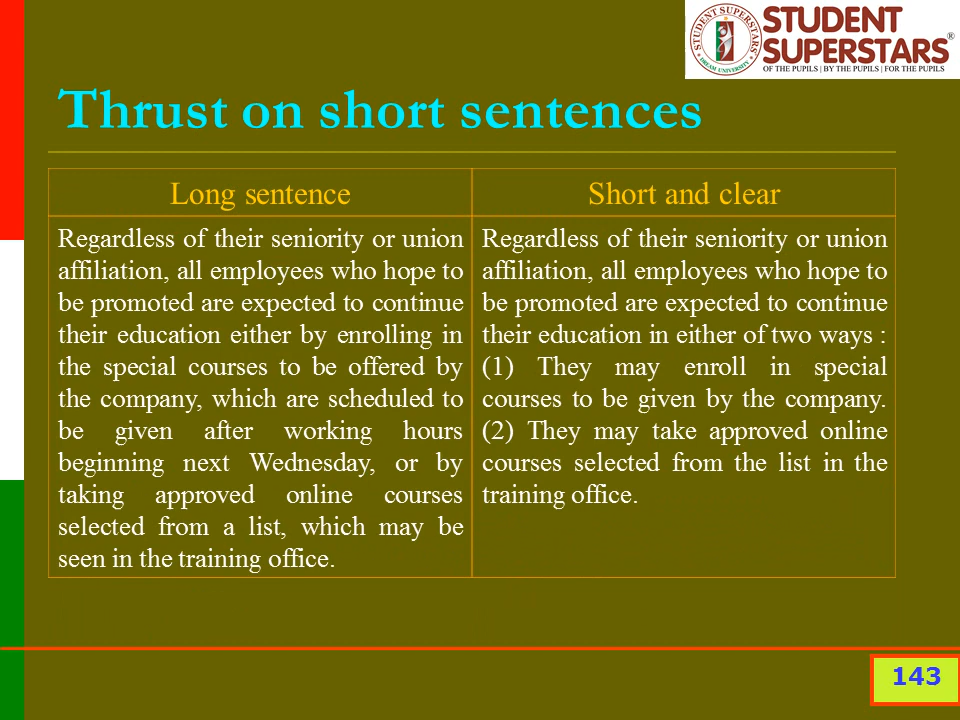 STUDENT SUPERSTARS
DREAM UNIVERSITY
STUDENT
SUPERSTARS®
OF THE PUPILS | BY THE PUPILS | FOR THE PUPILS
Thrust on short sentences
Long sentence
Regardless of their seniority or union
affiliation, all employees who hope to
be promoted are expected to continue
their education either by enrolling in
the special courses to be offered by
the company, which are scheduled to
be given after working hours
beginning next Wednesday, or by
taking approved online courses
selected from a list, which may be
seen in the training office.
Short and clear
Regardless of their seniority or union
affiliation, all employees who hope to
be promoted are expected to continue
their education in either of two ways :
(1) They may enroll in special
courses to be given by the company.
(2) They may take approved online
courses selected from the list in the
training office.
143